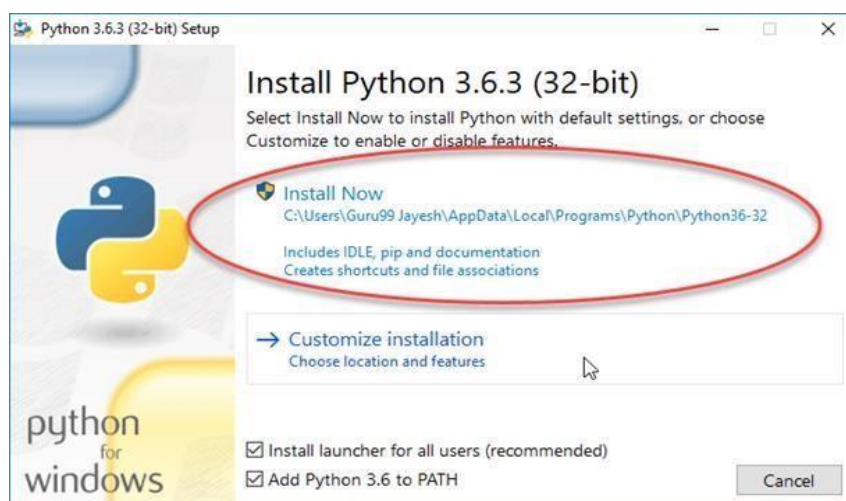 Python 3.6.3 (32-bit) Setup
Install Python 3.6.3 (32-bit)
Select Install Now to install Python with default settings, or choose
Customize to enable or disable features.
Install Now
C:\Users\Guru99 Jayesh\AppData\Local\Programs\Python\Python36-32
Includes IDLE, pip and documentation
Creates shortcuts and file associations
Customize installation
Choose location and features
python
for
windows
Install launcher for all users (recommended)
Add Python 3.6 to PATH
Cancel